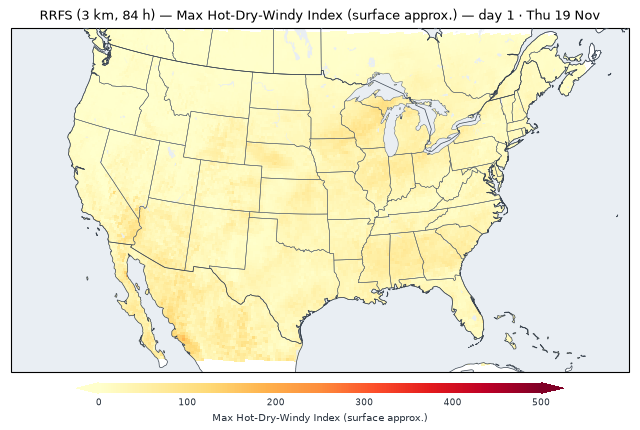 RRFS (3 km, 84 h) — Max Hot-Dry-Windy Index (surface approx.) — day 1 · Thu 19 Nov
0 100 200 300 400 500
Max Hot-Dry-Windy Index (surface approx.)